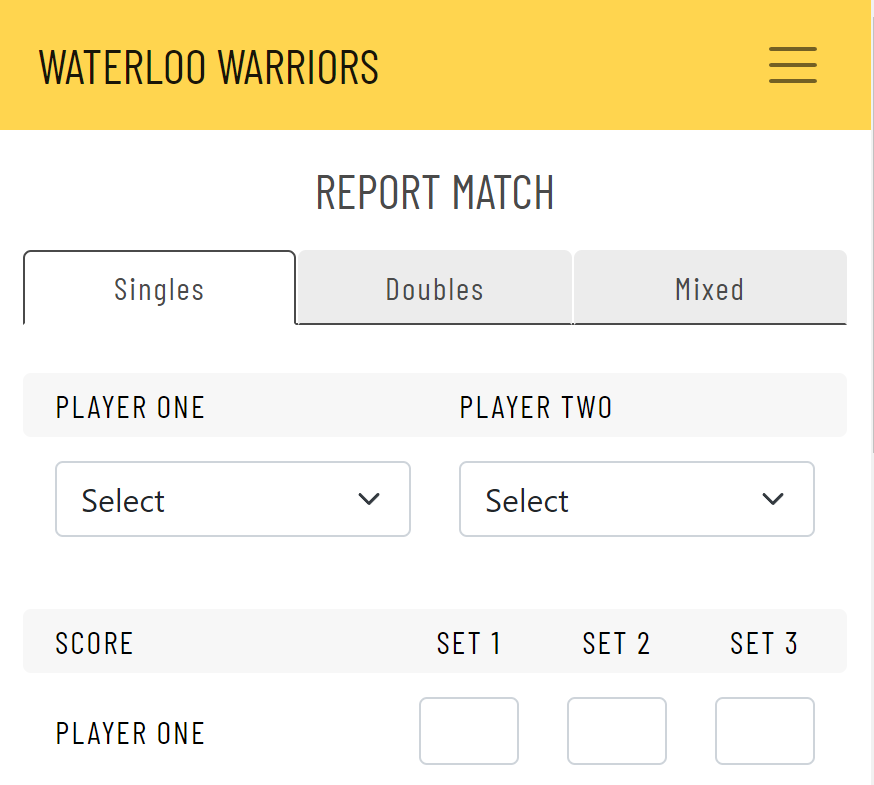 WATERLOO WARRIORS
REPORT MATCH
Singles Doubles Mixed
PLAYER ONE PLAYER TWO
Select Select
SCORE SET 1 SET 2 SET 3
PLAYER ONE